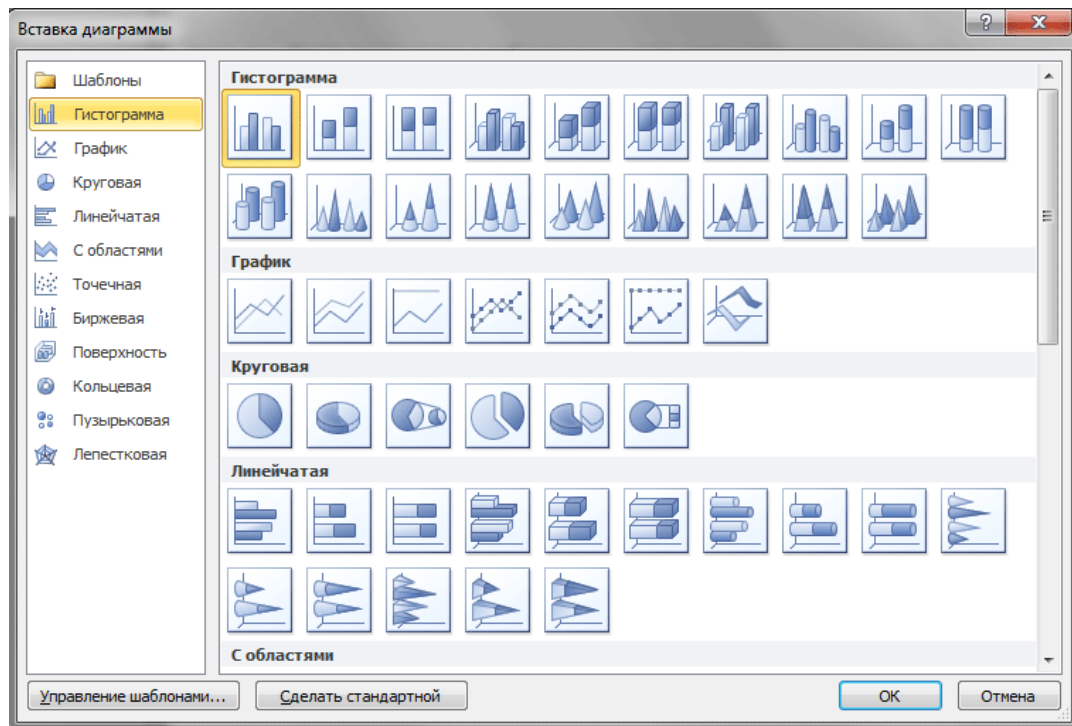 Вставка диаграммы
Шаблоны
Гистограмма
График
Круговая
Линейчатая
С областями
Точечная
Биржевая
Поверхность
Кольцевая
Пузырьковая
Лепестковая
Гистограмма
График
Круговая
Линейчатая
С областями
Управление шаблонами...
Сделать стандартной
ОК
Отмена